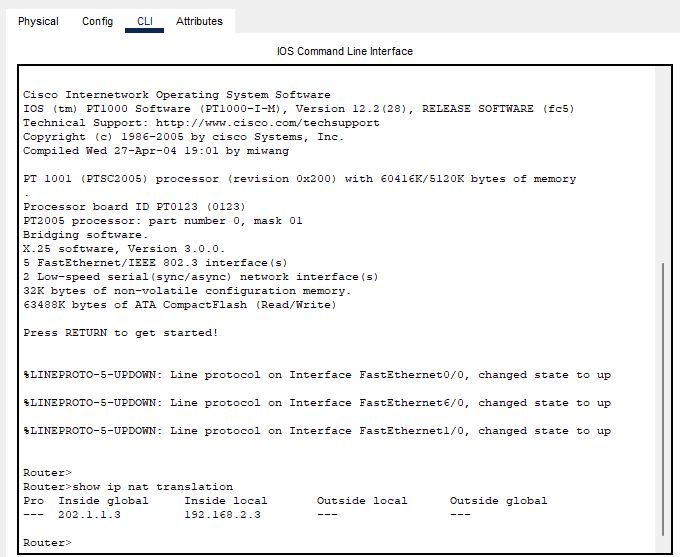 Physical Config CLI Attributes
IOS Command Line Interface
Cisco Internetwork Operating System Software
IOS (tm) PT1000 Software (PT1000-I-M), Version 12.2(28), RELEASE SOFTWARE (fc5)
Technical Support: http://www.cisco.com/techsupport
Copyright (c) 1986-2005 by cisco Systems, Inc.
Compiled Wed 27-Apr-04 19:01 by miwang
PT 1001 (PTSC2005) processor (revision 0x200) with 60416K/5120K bytes of memory
.
Processor board ID PT0123 (0123)
PT2005 processor: part number 0, mask 01
Bridging software.
X.25 software, Version 3.0.0.
5 FastEthernet/IEEE 802.3 interface(s)
2 Low-speed serial(sync/async) network interface(s)
32K bytes of non-volatile configuration memory.
63488K bytes of ATA CompactFlash (Read/Write)
Press RETURN to get started!
%LINEPROTO-5-UPDOWN: Line protocol on Interface FastEthernet0/0, changed state to up
%LINEPROTO-5-UPDOWN: Line protocol on Interface FastEthernet6/0, changed state to up
%LINEPROTO-5-UPDOWN: Line protocol on Interface FastEthernet1/0, changed state to up
Router>
Router>show ip nat translation
Pro Inside global Inside local Outside local Outside global
--- 202.1.1.3 192.168.2.3 --- ---
Router>